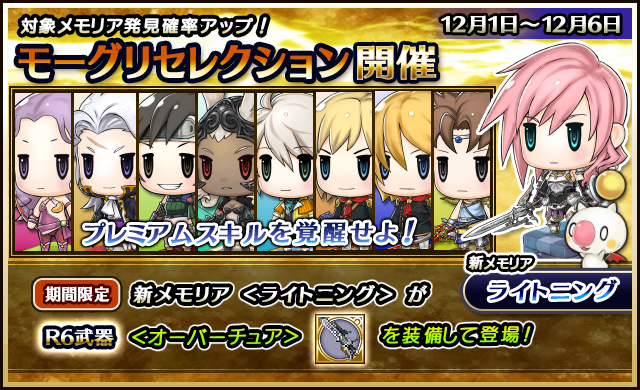 対象メモリア発見確率アップ！
12月1日～12月6日
モーグリセレクション開催
プレミアムスキルを覚醒せよ！
新メモリア
ライトニング
期間限定 新メモリア ＜ライトニング＞ が
R6武器 ＜オーバーチュア＞ を装備して登場！